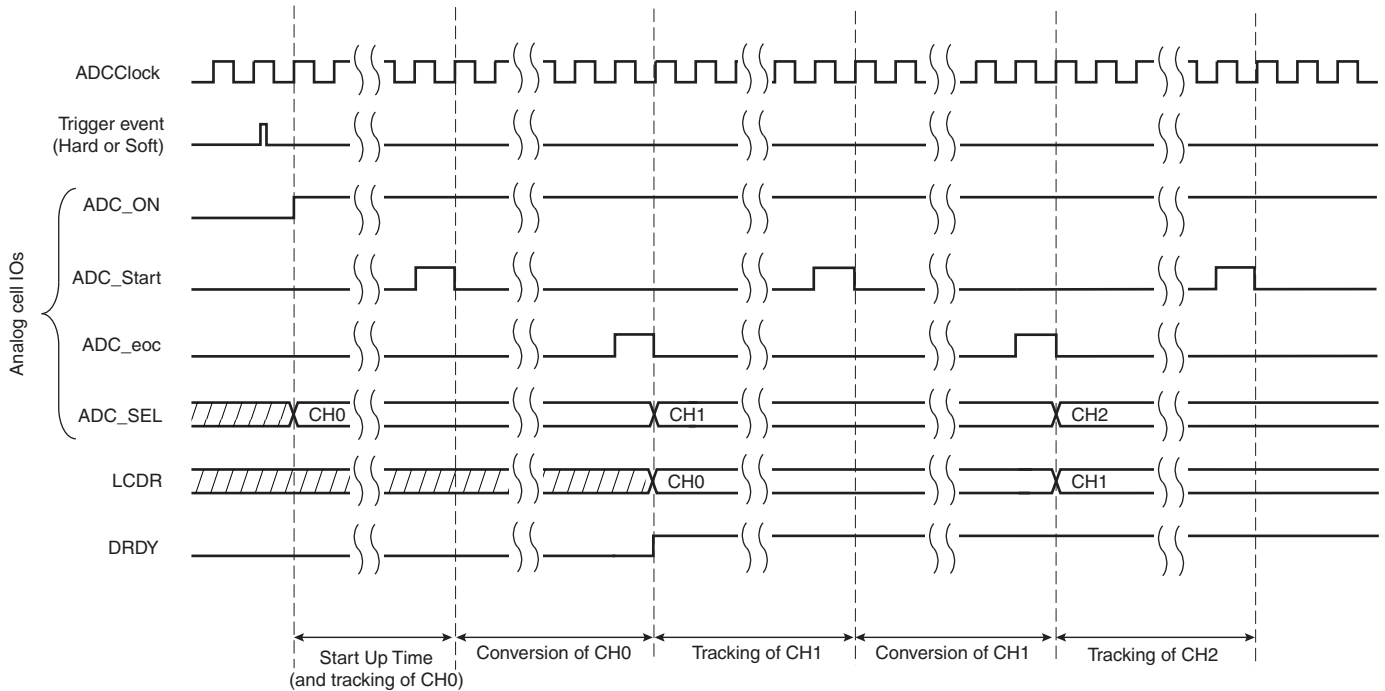 ADCClock
Trigger event
(Hard or Soft)
ADC_ON
ADC_Start
ADC_eoc
ADC_SEL
LCDR
DRDY
Analog cell IOs
CH0
CH1
CH2
CH0
CH1
Start Up Time
(and tracking of CH0)
Conversion of CH0
Tracking of CH1
Conversion of CH1
Tracking of CH2